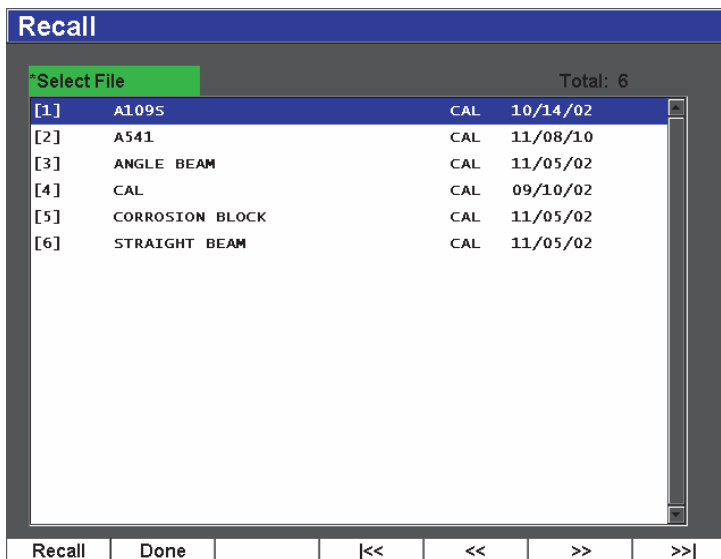 Recall
*Select File Total: 6
[1] A109S CAL 10/14/02
[2] A541 CAL 11/08/10
[3] ANGLE BEAM CAL 11/05/02
[4] CAL CAL 09/10/02
[5] CORROSION BLOCK CAL 11/05/02
[6] STRAIGHT BEAM CAL 11/05/02
Recall Done |<< << >> >>|